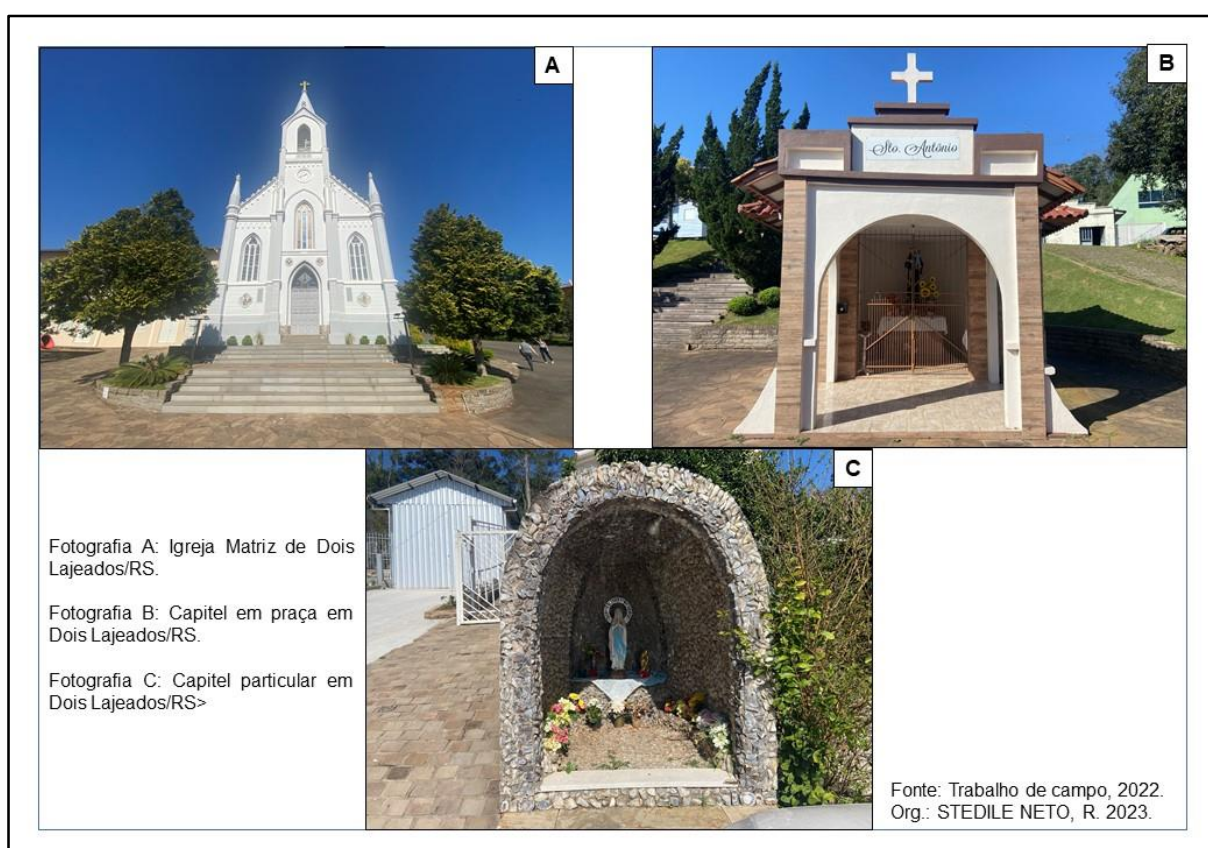 A
B
Sto. Antônio
C
Fotografia A: Igreja Matriz de Dois
Lajeados/RS.
Fotografia B: Capitel em praça em
Dois Lajeados/RS.
Fotografia C: Capitel particular em
Dois Lajeados/RS>
Fonte: Trabalho de campo, 2022.
Org.: STEDILE NETO, R. 2023.